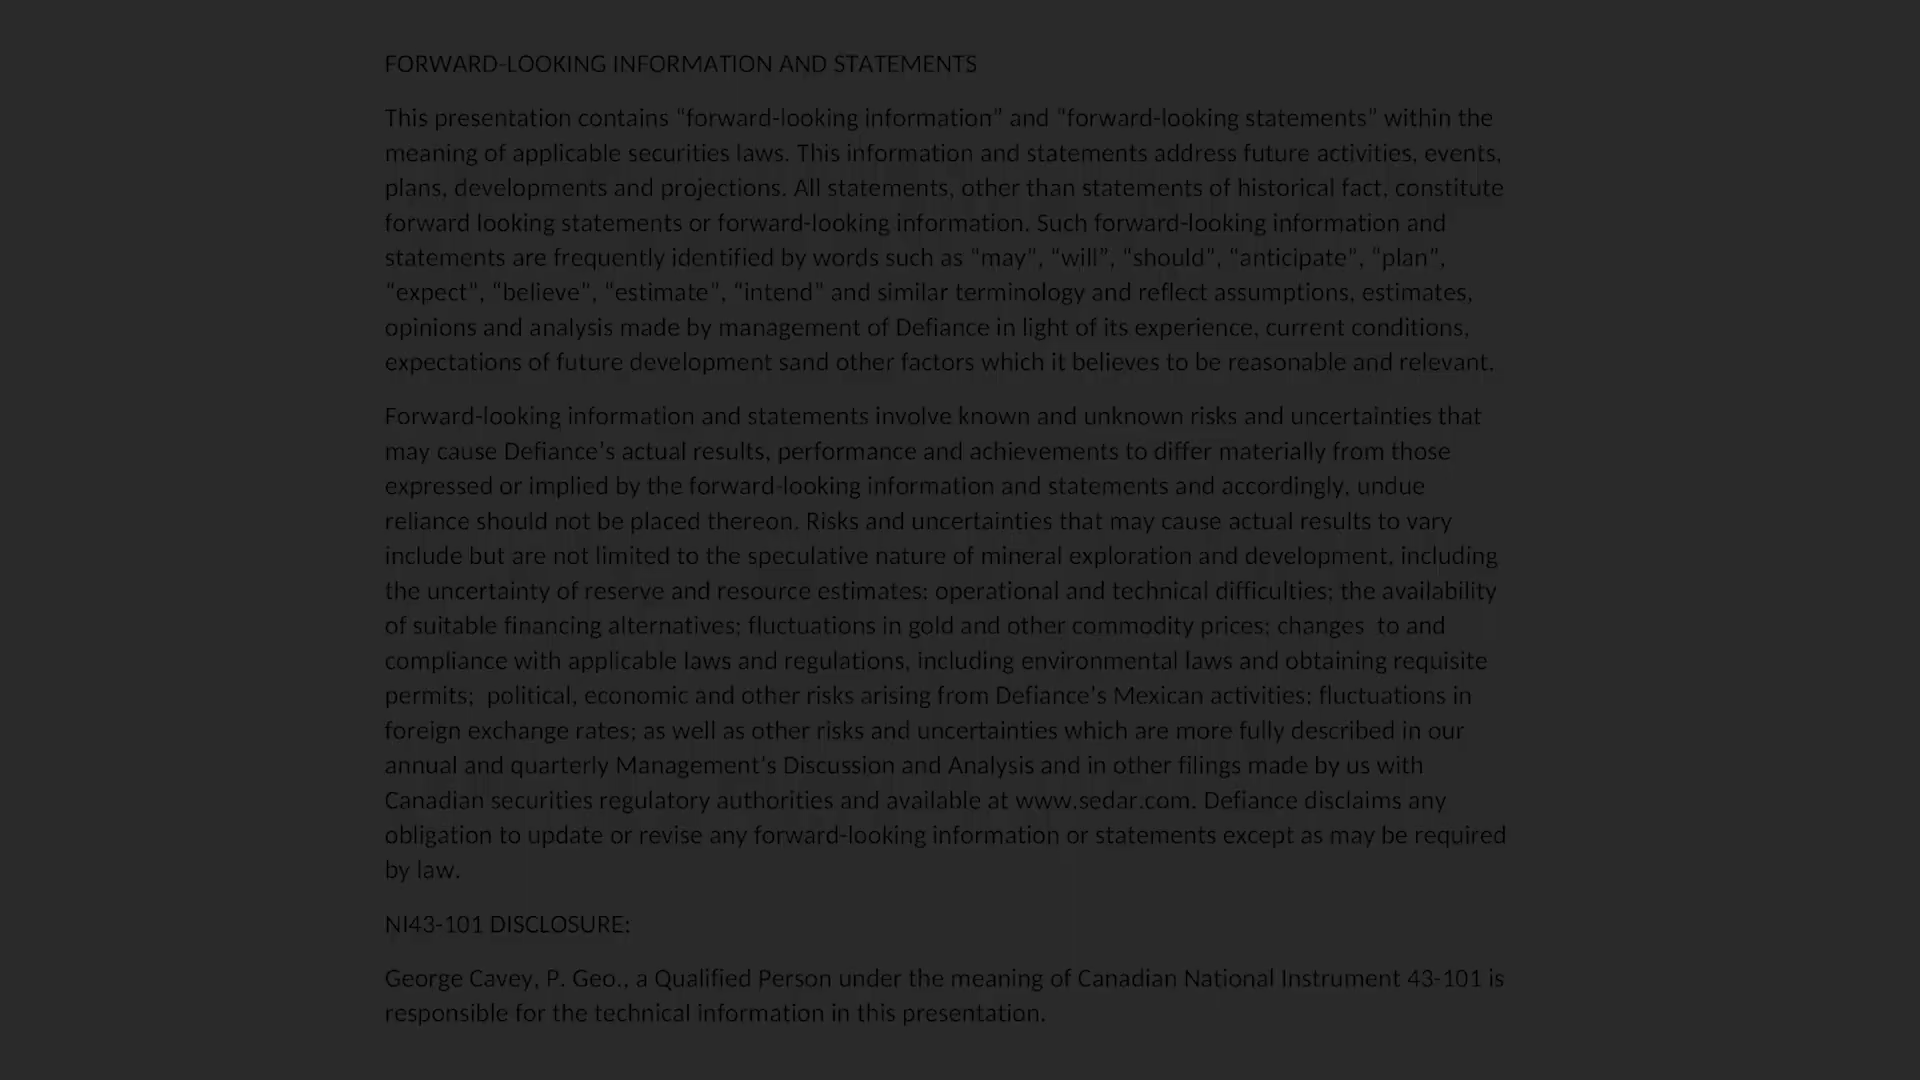 FORWARD-LOOKING INFORMATION AND STATEMENTS
This presentation contains “forward-looking information” and “forward-looking statements” within the
meaning of applicable securities laws. This information and statements address future activities, events,
plans, developments and projections. All statements, other than statements of historical fact, constitute
forward looking statements or forward-looking information. Such forward-looking information and
statements are frequently identified by words such as “may”, “will”, “should”, “anticipate”, “plan”,
“expect”, “believe”, “estimate”, “intend” and similar terminology and reflect assumptions, estimates,
opinions and analysis made by management of Defiance in light of its experience, current conditions,
expectations of future development sand other factors which it believes to be reasonable and relevant.
Forward-looking information and statements involve known and unknown risks and uncertainties that
may cause Defiance’s actual results, performance and achievements to differ materially from those
expressed or implied by the forward-looking information and statements and accordingly, undue
reliance should not be placed thereon. Risks and uncertainties that may cause actual results to vary
include but are not limited to the speculative nature of mineral exploration and development, including
the uncertainty of reserve and resource estimates; operational and technical difficulties; the availability
of suitable financing alternatives; fluctuations in gold and other commodity prices; changes  to and
compliance with applicable laws and regulations, including environmental laws and obtaining requisite
permits;  political, economic and other risks arising from Defiance’s Mexican activities; fluctuations in
foreign exchange rates; as well as other risks and uncertainties which are more fully described in our
annual and quarterly Management’s Discussion and Analysis and in other filings made by us with
Canadian securities regulatory authorities and available at www.sedar.com. Defiance disclaims any
obligation to update or revise any forward-looking information or statements except as may be required
by law.
NI43-101 DISCLOSURE:
George Cavey, P. Geo., a Qualified Person under the meaning of Canadian National Instrument 43-101 is
responsible for the technical information in this presentation.